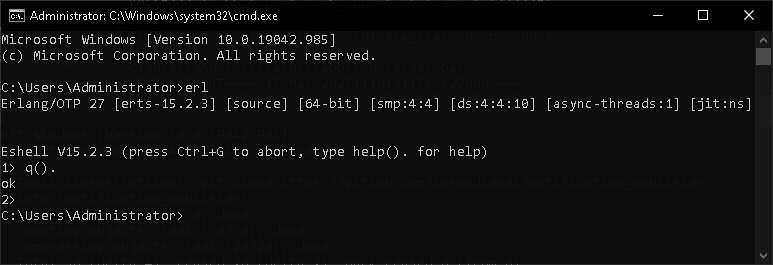 Administrator: C:\Windows\system32\cmd.exe
Microsoft Windows [Version 10.0.19042.985]
(c) Microsoft Corporation. All rights reserved.
C:\Users\Administrator>erl
Erlang/OTP 27 [erts-15.2.3] [source] [64-bit] [smp:4:4] [ds:4:4:10] [async-threads:1] [jit:ns]
Eshell V15.2.3 (press Ctrl+G to abort, type help(). for help)
1> q().
ok
2>
C:\Users\Administrator>